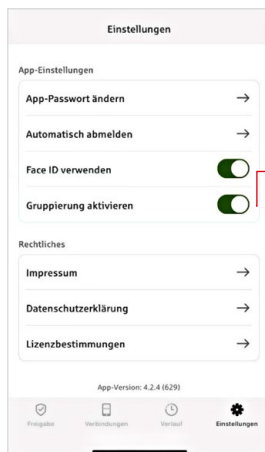 Einstellungen
App-Einstellungen
App-Passwort ändern
Automatisch abmelden
Face ID verwenden
Gruppierung aktivieren
Rechtliches
Impressum
Datenschutzerklärung
Lizenzbestimmungen
App-Version: 4.2.4 (629)
Freigabe Verbindungen Verlauf Einstellungen